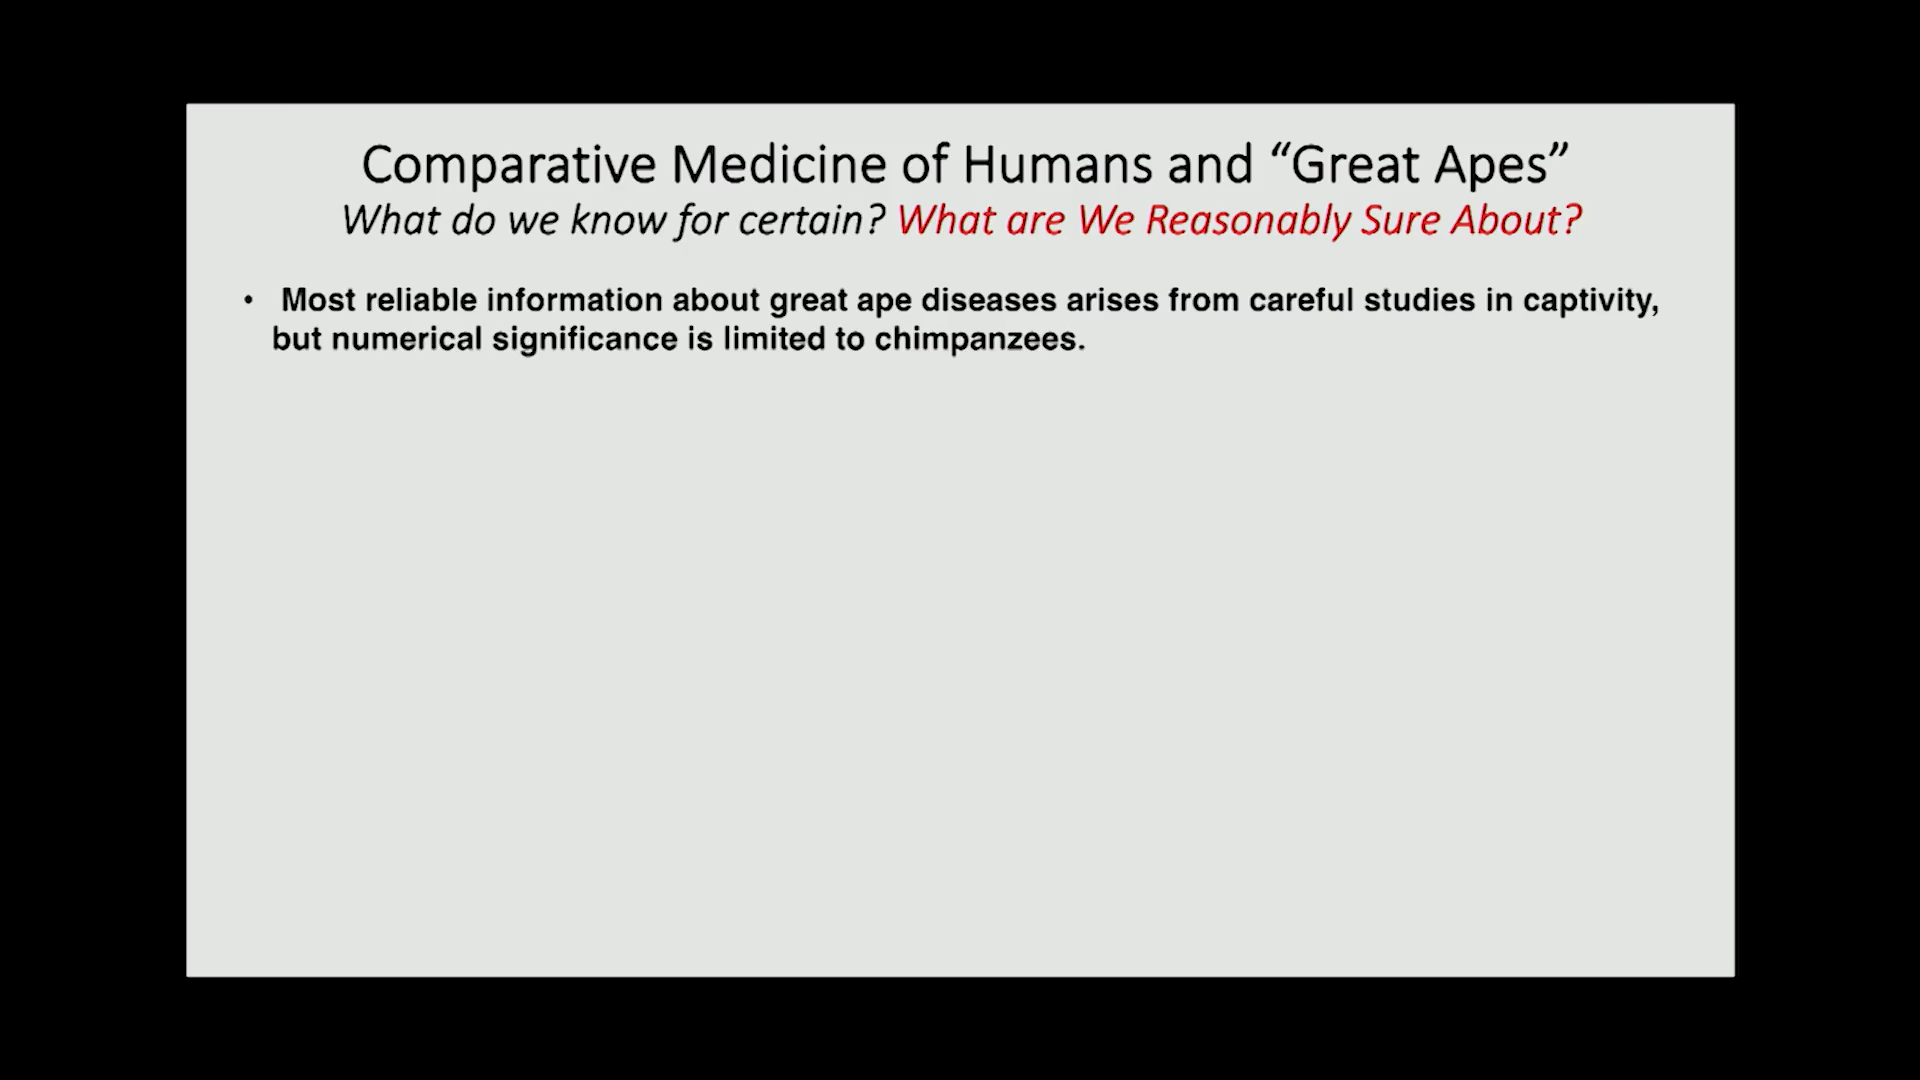 Comparative Medicine of Humans and “Great Apes”
What do we know for certain? What are We Reasonably Sure About?
• Most reliable information about great ape diseases arises from careful studies in captivity,
but numerical significance is limited to chimpanzees.